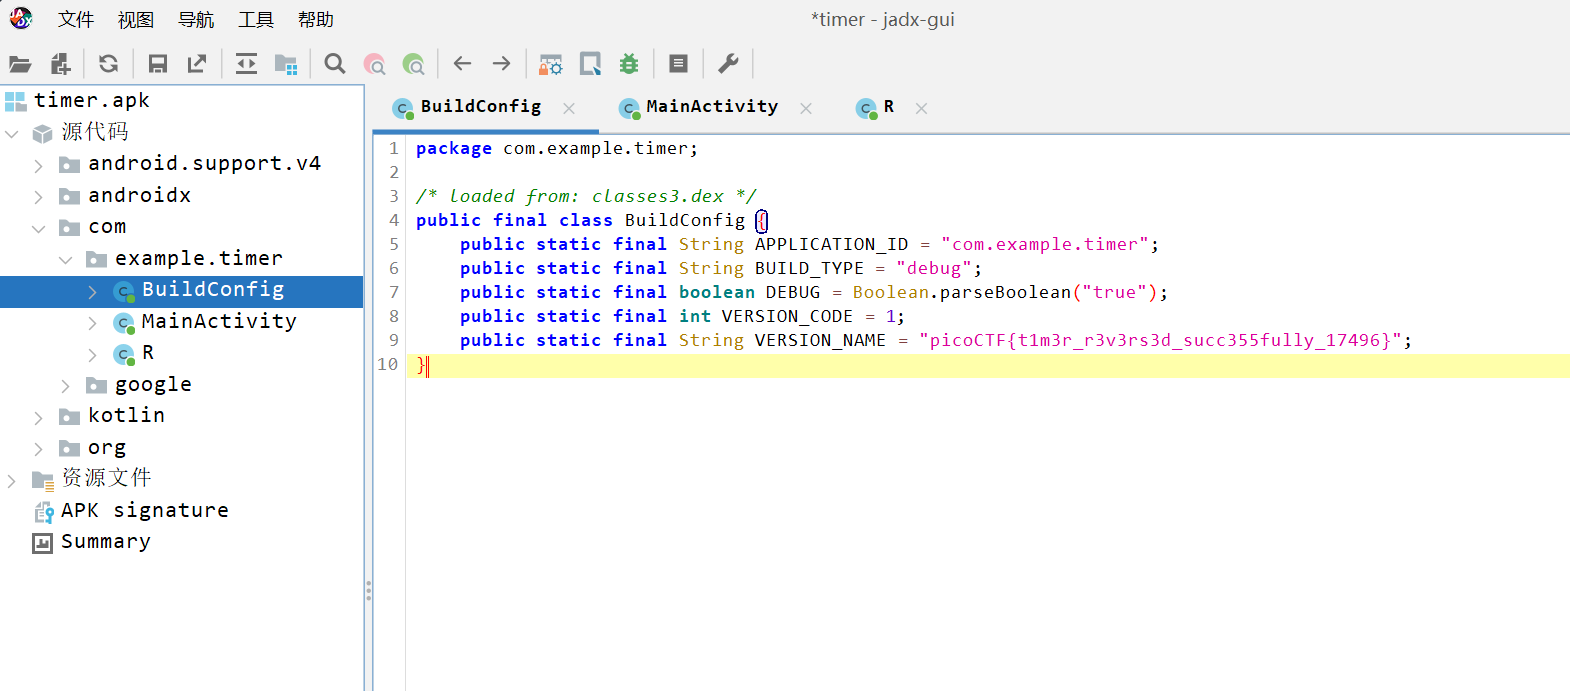 文件 视图 导航 工具 帮助 *timer - jadx-gui
timer.apk
源代码
android.support.v4
androidx
com
example.timer
BuildConfig
MainActivity
R
google
kotlin
org
资源文件
APK signature
Summary
BuildConfig MainActivity R
1 package com.example.timer;
2
3 /* loaded from: classes3.dex */
4 public final class BuildConfig {
5 public static final String APPLICATION_ID = "com.example.timer";
6 public static final String BUILD_TYPE = "debug";
7 public static final boolean DEBUG = Boolean.parseBoolean("true");
8 public static final int VERSION_CODE = 1;
9 public static final String VERSION_NAME = "picoCTF{t1m3r_r3v3rs3d_succ355fully_17496}";
10 }